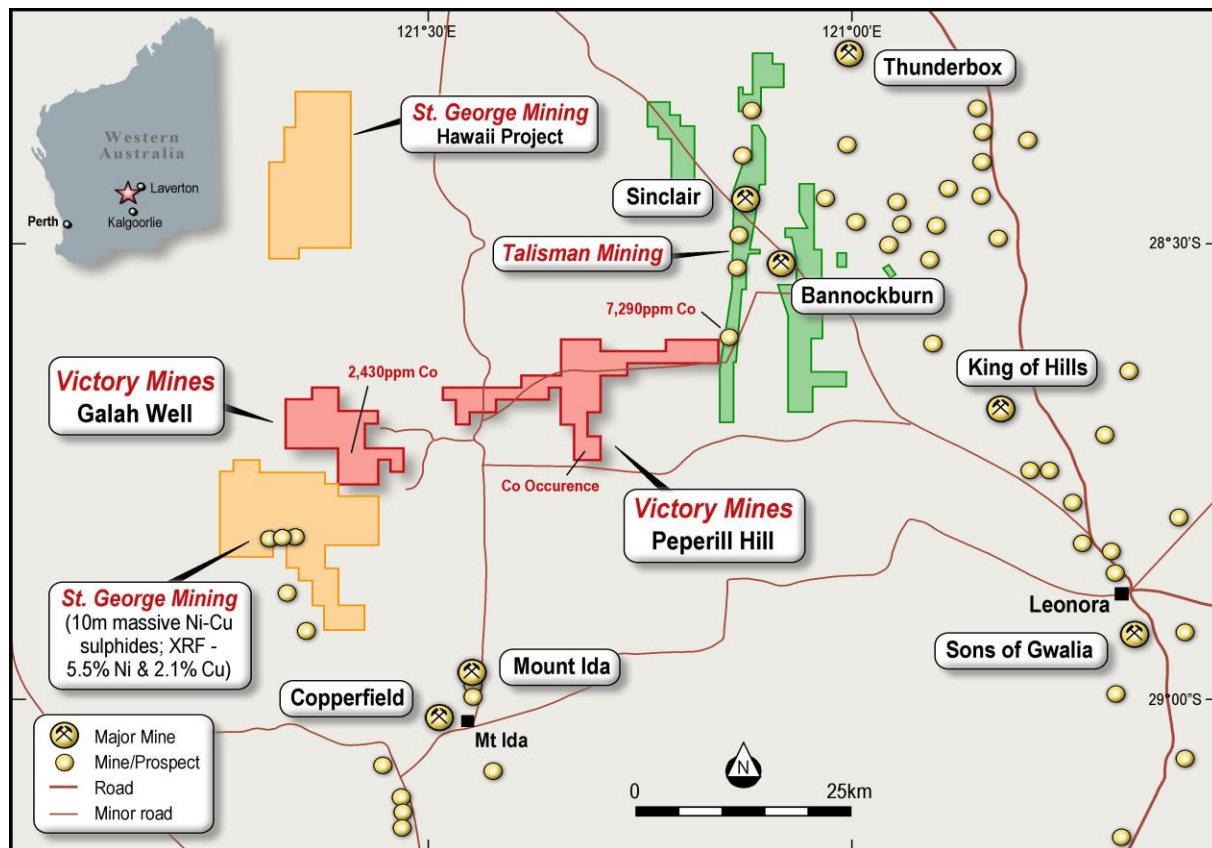 121°30'E
121°00'E
Thunderbox
St. George Mining
Hawaii Project
Western
Australia
Laverton
Perth
Kalgoorlie
Sinclair
28°30'S
Talisman Mining
Bannockburn
7,290ppm Co
King of Hills
Victory Mines
Galah Well
2,430ppm Co
Co Occurence
Victory Mines
Peperill Hill
St. George Mining
(10m massive Ni-Cu
sulphides; XRF -
5.5% Ni & 2.1% Cu)
Leonora
Sons of Gwalia
Mount Ida
Copperfield
29°00"S
Mt Ida
Major Mine
Mine/Prospect
Road
Minor road
N
0
25km